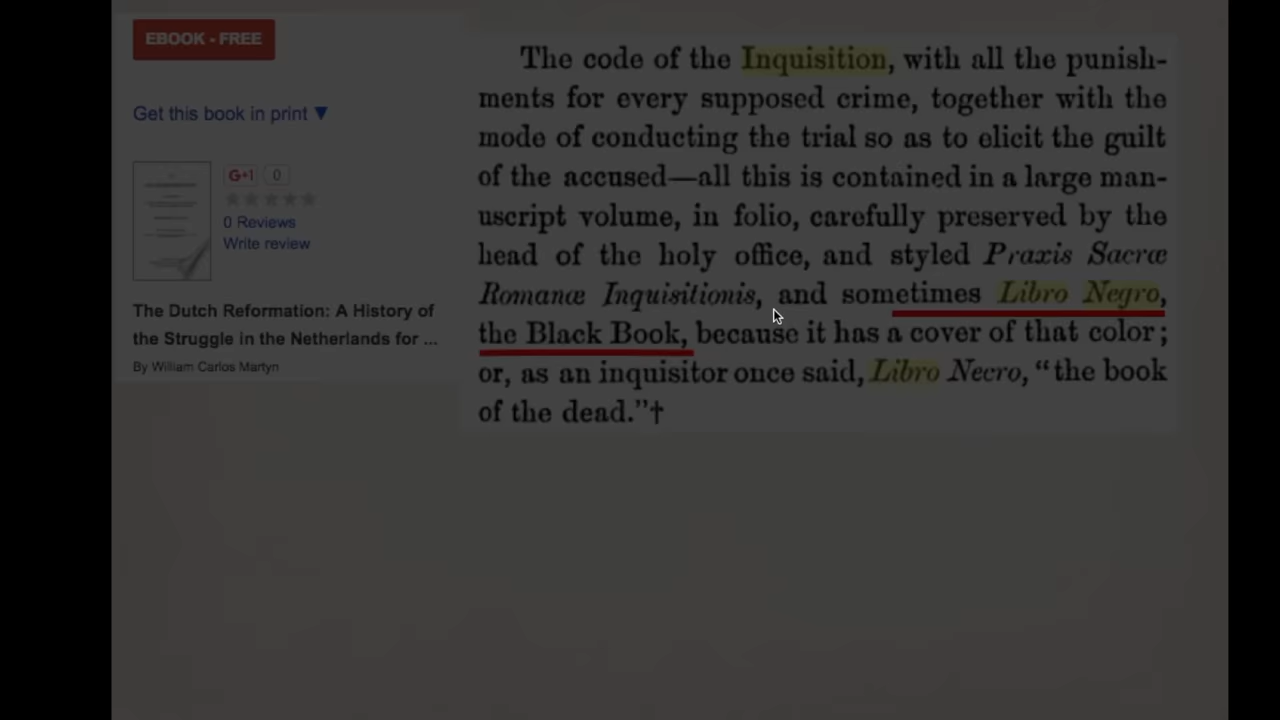 EBOOK - FREE
Get this book in print ▼
G+1 0
0 Reviews
Write review
The Dutch Reformation: A History of
the Struggle in the Netherlands for ...
By William Carlos Martyn
The code of the Inquisition, with all the punish-
ments for every supposed crime, together with the
mode of conducting the trial so as to elicit the guilt
of the accused—all this is contained in a large man-
uscript volume, in folio, carefully preserved by the
head of the holy office, and styled Praxis Sacræ
Romanæ Inquisitionis, and sometimes Libro Negro,
the Black Book, because it has a cover of that color;
or, as an inquisitor once said, Libro Necro, “the book
of the dead.”†